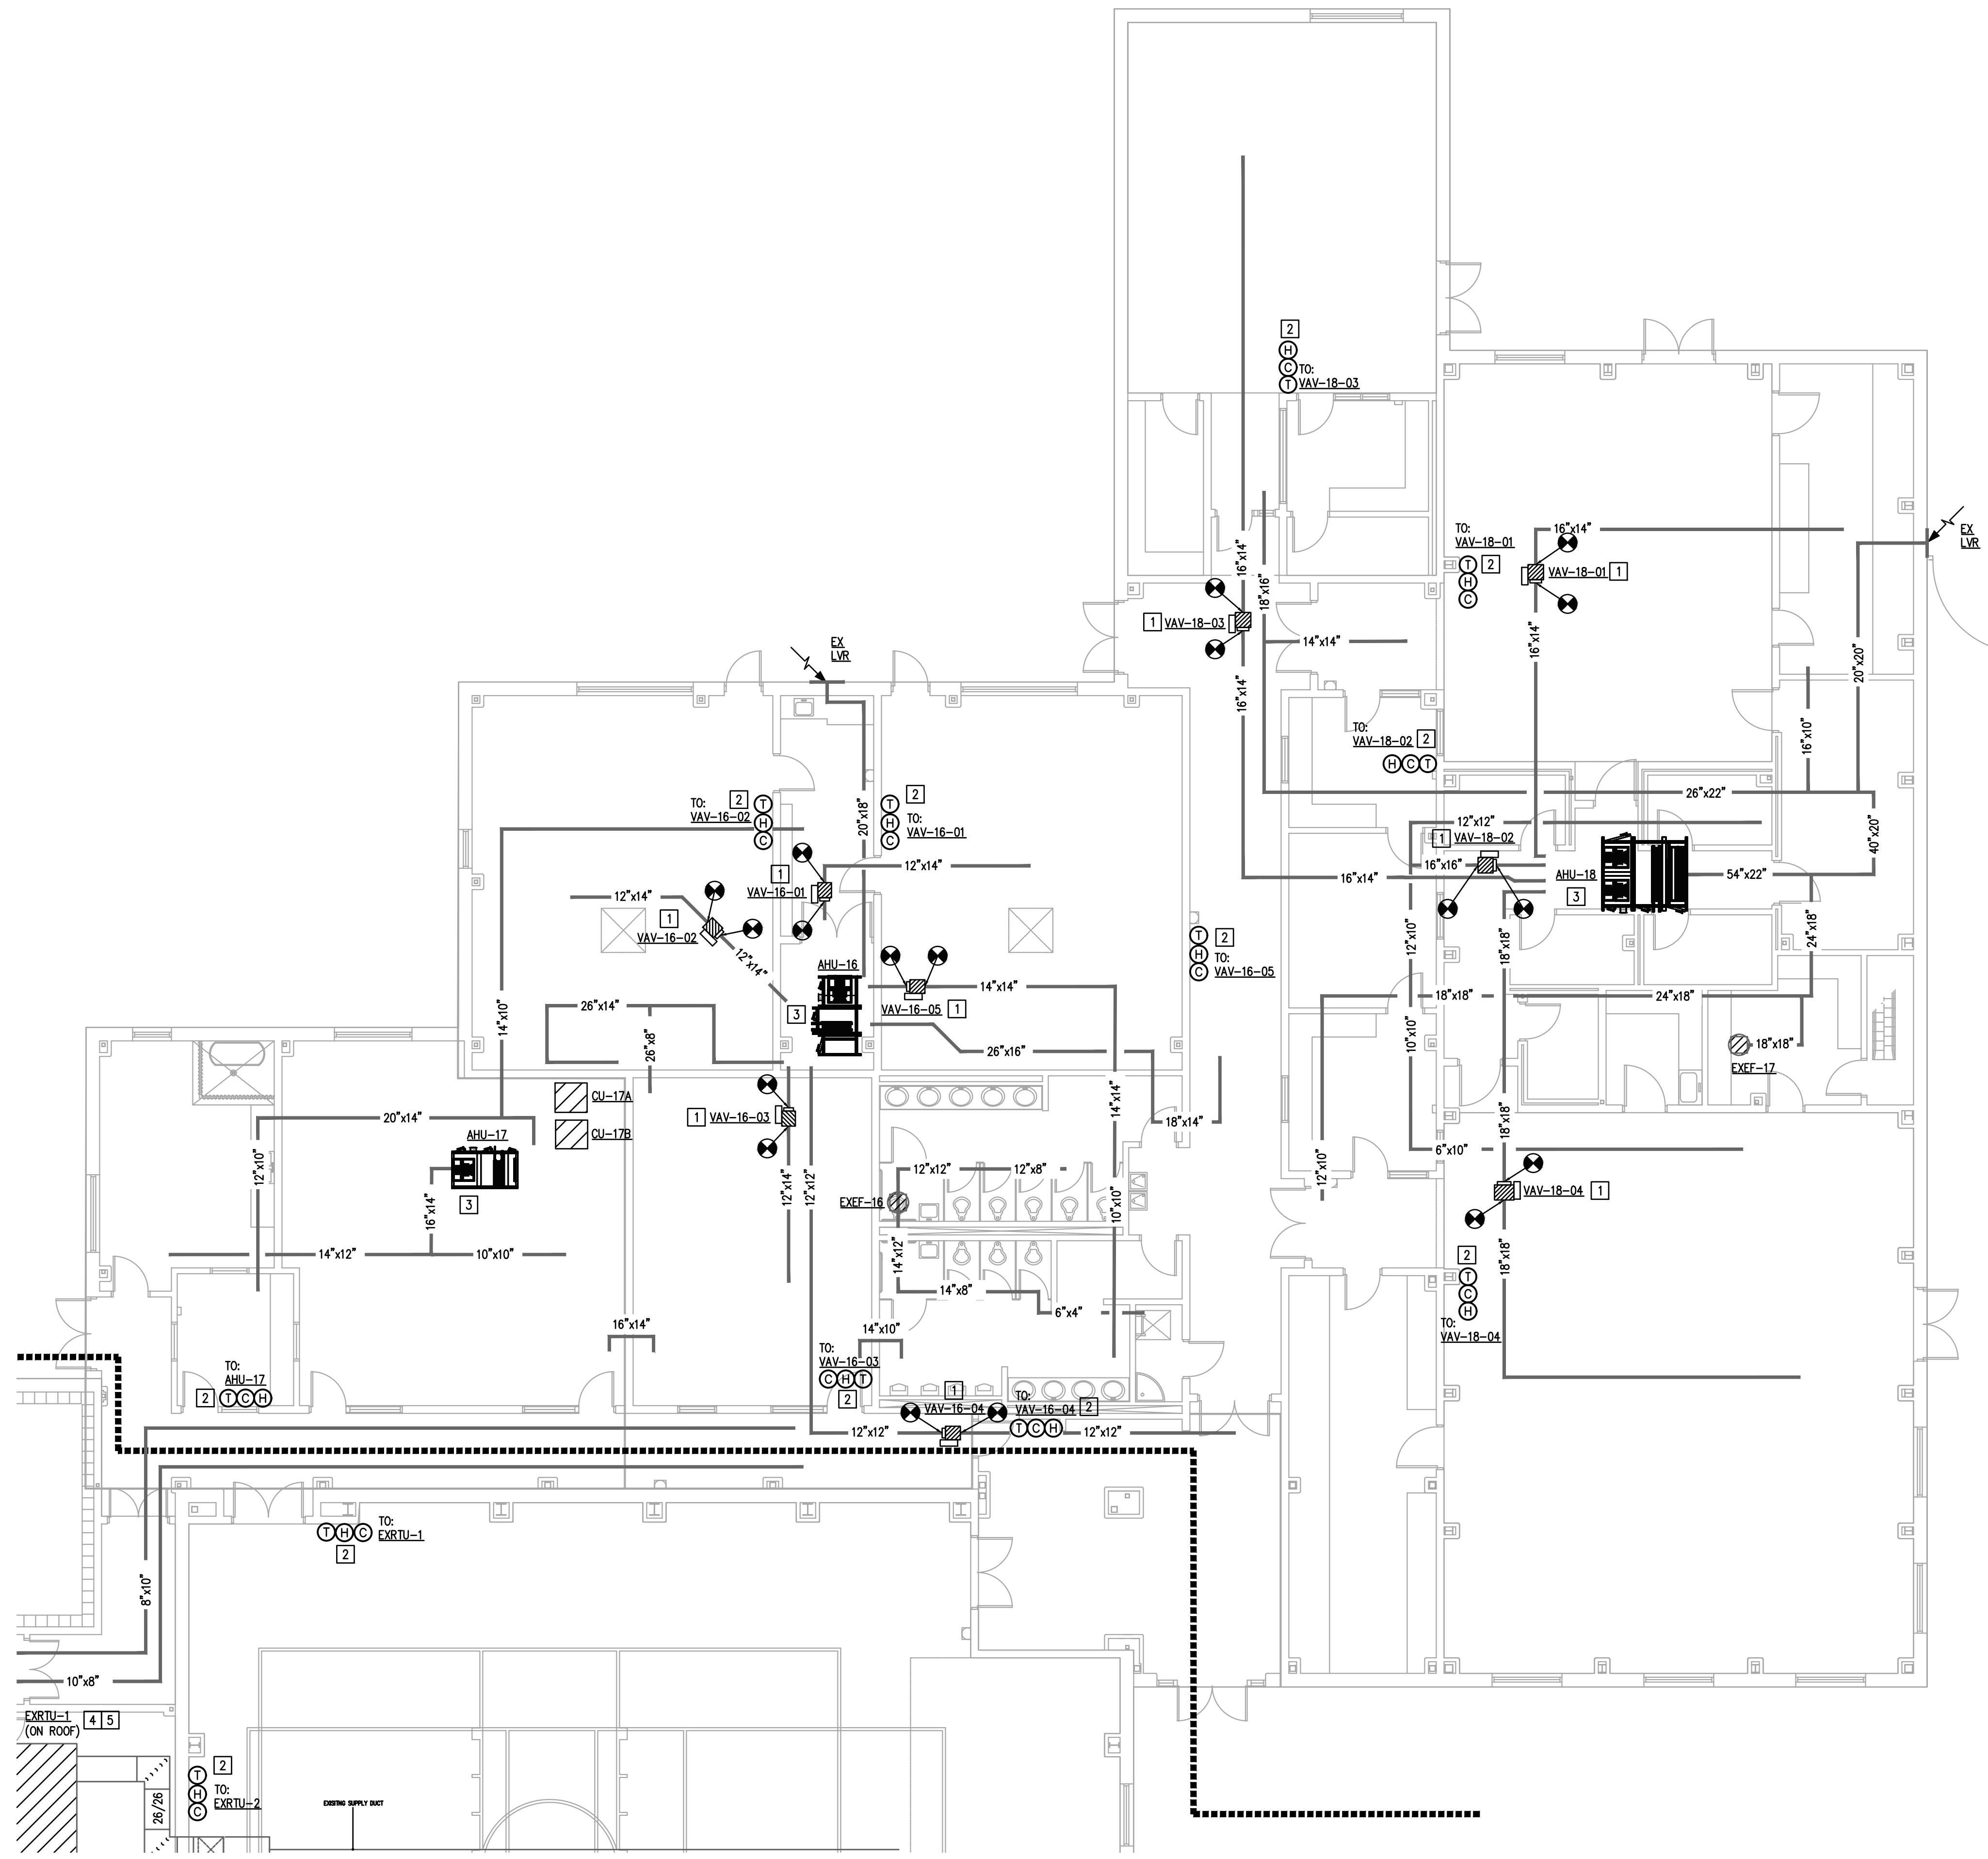 2
H
C
TO:
T
VAV-18-03
TO:
VAV-18-01
T
2
H
C
16"x14"
EX
LVR
VAV-18-01
1
16"x14"
18"x16"
1
VAV-18-03
14"x14"
16"x14"
16"x14"
20"x20"
EX
LVR
16"x14"
TO:
VAV-18-02
2
H
C
T
16"x10"
26"x22"
20"x18"
TO:
VAV-16-02
2
T
H
C
T
H
C
2
TO:
VAV-16-01
12"x12"
1
VAV-18-02
16"x16"
40"x20"
12"x14"
1
VAV-16-01
16"x14"
AHU-18
3
54"x22"
12"x14"
1
VAV-16-02
12"x14"
T
H
C
2
TO:
VAV-16-05
12"x10"
18"x18"
24"x18"
AHU-16
3
14"x14"
VAV-16-05
1
18"x18"
24"x18"
26"x14"
14"x10"
26"x8"
26"x16"
10"x10"
18"x18"
EXEF-17
CU-17A
CU-17B
1
VAV-16-03
14"x14"
18"x14"
18"x18"
20"x14"
AHU-17
3
12"x10"
16"x14"
12"x14"
12"x12"
12"x12"
12"x8"
EXEF-16
10"x10"
12"x10"
6"x10"
VAV-18-04
1
14"x12"
10"x10"
14"x12"
14"x8"
6"x4"
18"x18"
2
T
C
H
TO:
VAV-18-04
16"x14"
14"x10"
TO:
VAV-16-03
C
H
T
2
TO:
AHU-17
2
T
C
H
1
VAV-16-04
TO:
VAV-16-04
2
T
C
H
12"x12"
12"x12"
T
H
C
TO:
EXRTU-1
2
8"x10"
10"x8"
EXRTU-1
(ON ROOF)
4
5
2
T
H
C
TO:
EXRTU-2
26/26
EXISITNG SUPPLY DUCT